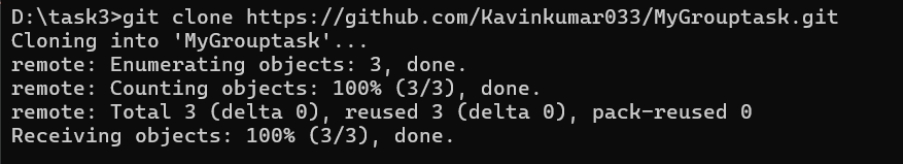 D:\task3>git clone https://github.com/Kavinkumar033/MyGrouptask.git
Cloning into 'MyGrouptask'...
remote: Enumerating objects: 3, done.
remote: Counting objects: 100% (3/3), done.
remote: Total 3 (delta 0), reused 3 (delta 0), pack-reused 0
Receiving objects: 100% (3/3), done.